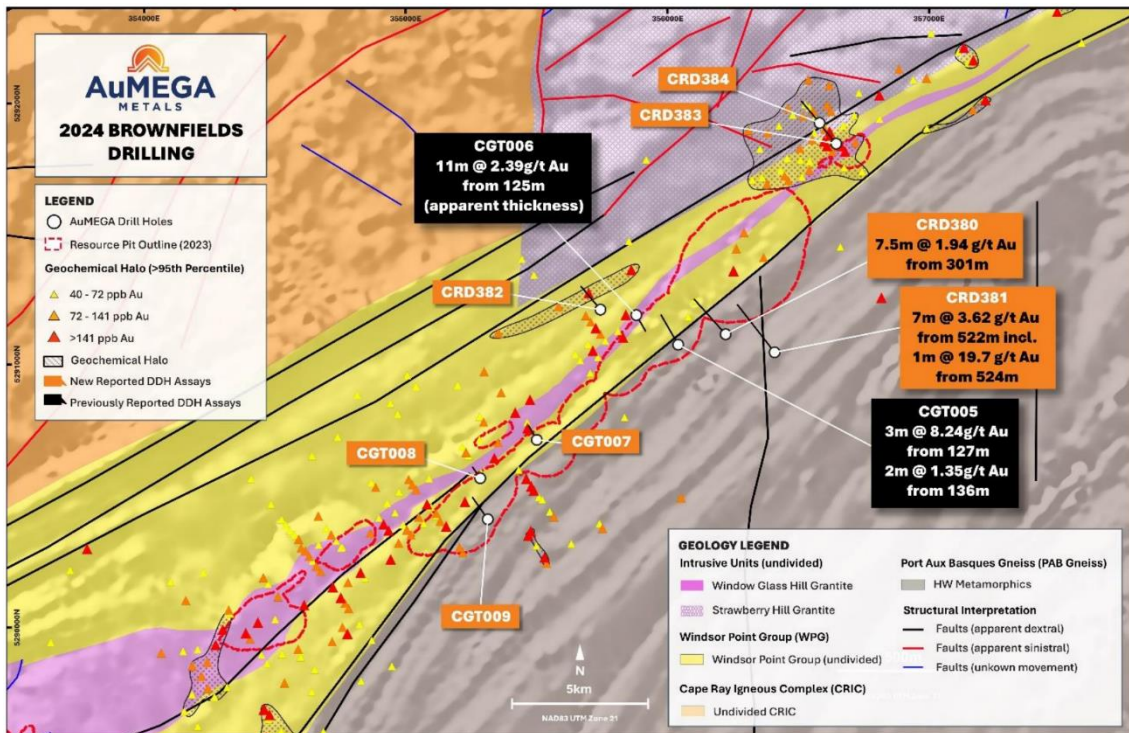 354000E
355000E
356000E
357000E
5292000N
5291000N
5290000N
AuMEGA
METALS
2024 BROWNFIELDS
DRILLING
LEGEND
AuMEGA Drill Holes
Resource Pit Outline (2023)
Geochemical Halo (>95th Percentile)
40 - 72 ppb Au
72 - 141 ppb Au
>141 ppb Au
Geochemical Halo
New Reported DDH Assays
Previously Reported DDH Assays
CGT006
11m @ 2.39g/t Au
from 125m
(apparent thickness)
CRD384
CRD383
CRD382
CRD380
7.5m @ 1.94 g/t Au
from 301m
CRD381
7m @ 3.62 g/t Au
from 522m incl.
1m @ 19.7 g/t Au
from 524m
CGT005
3m @ 8.24g/t Au
from 127m
2m @ 1.35g/t Au
from 136m
CGT008
CGT007
CGT009
N
5km
NAD83 UTM Zone 21
GEOLOGY LEGEND
Intrusive Units (undivided)
Window Glass Hill Grantite
Strawberry Hill Grantite
Windsor Point Group (WPG)
Windsor Point Group (undivided)
Cape Ray Igneous Complex (CRIC)
Undivided CRIC
Port Aux Basques Gneiss (PAB Gneiss)
HW Metamorphics
Structural Interpretation
Faults (apparent dextral)
Faults (apparent sinistral)
Faults (unkown movement)